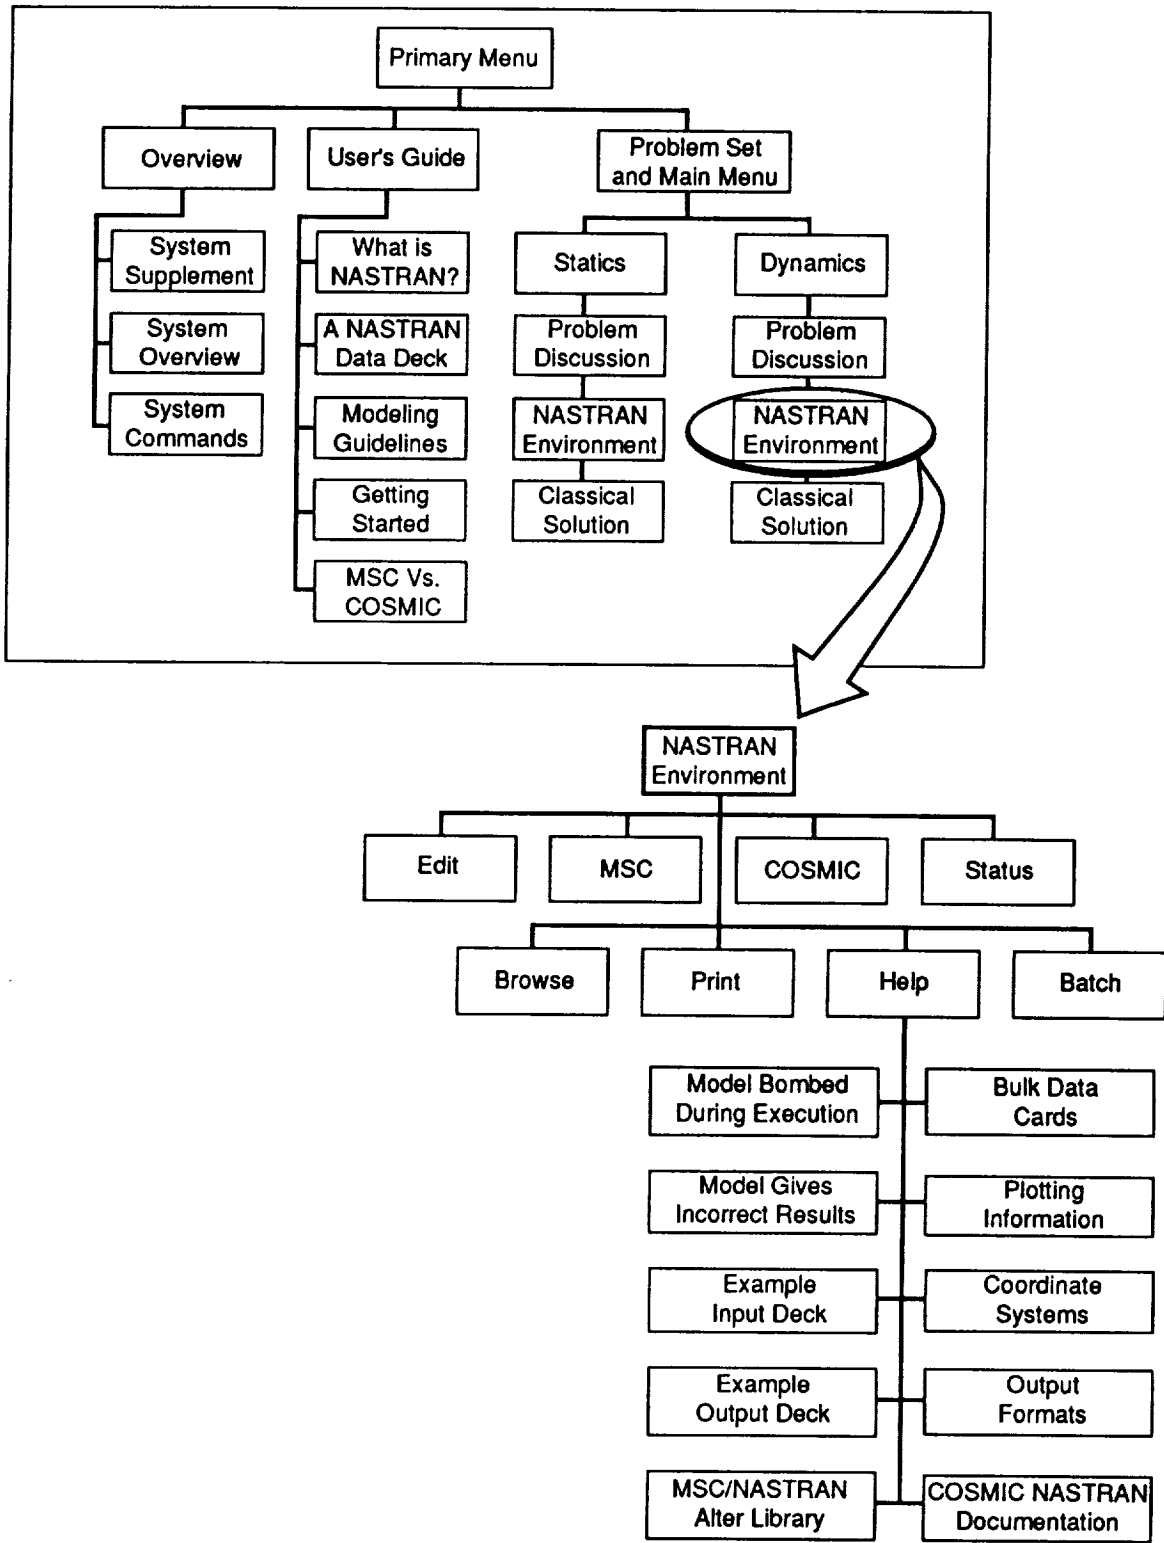 Primary Menu
Overview
User's Guide
Problem Set
and Main Menu
System
Supplement
System
Overview
System
Commands
What is
NASTRAN?
A NASTRAN
Data Deck
Modeling
Guidelines
Getting
Started
MSC Vs.
COSMIC
Statics
Problem
Discussion
NASTRAN
Environment
Classical
Solution
Dynamics
Problem
Discussion
NASTRAN
Environment
Classical
Solution
NASTRAN
Environment
Edit
MSC
COSMIC
Status
Browse
Print
Help
Batch
Model Bombed
During Execution
Bulk Data
Cards
Model Gives
Incorrect Results
Plotting
Information
Example
Input Deck
Coordinate
Systems
Example
Output Deck
Output
Formats
MSC/NASTRAN
Alter Library
COSMIC NASTRAN
Documentation